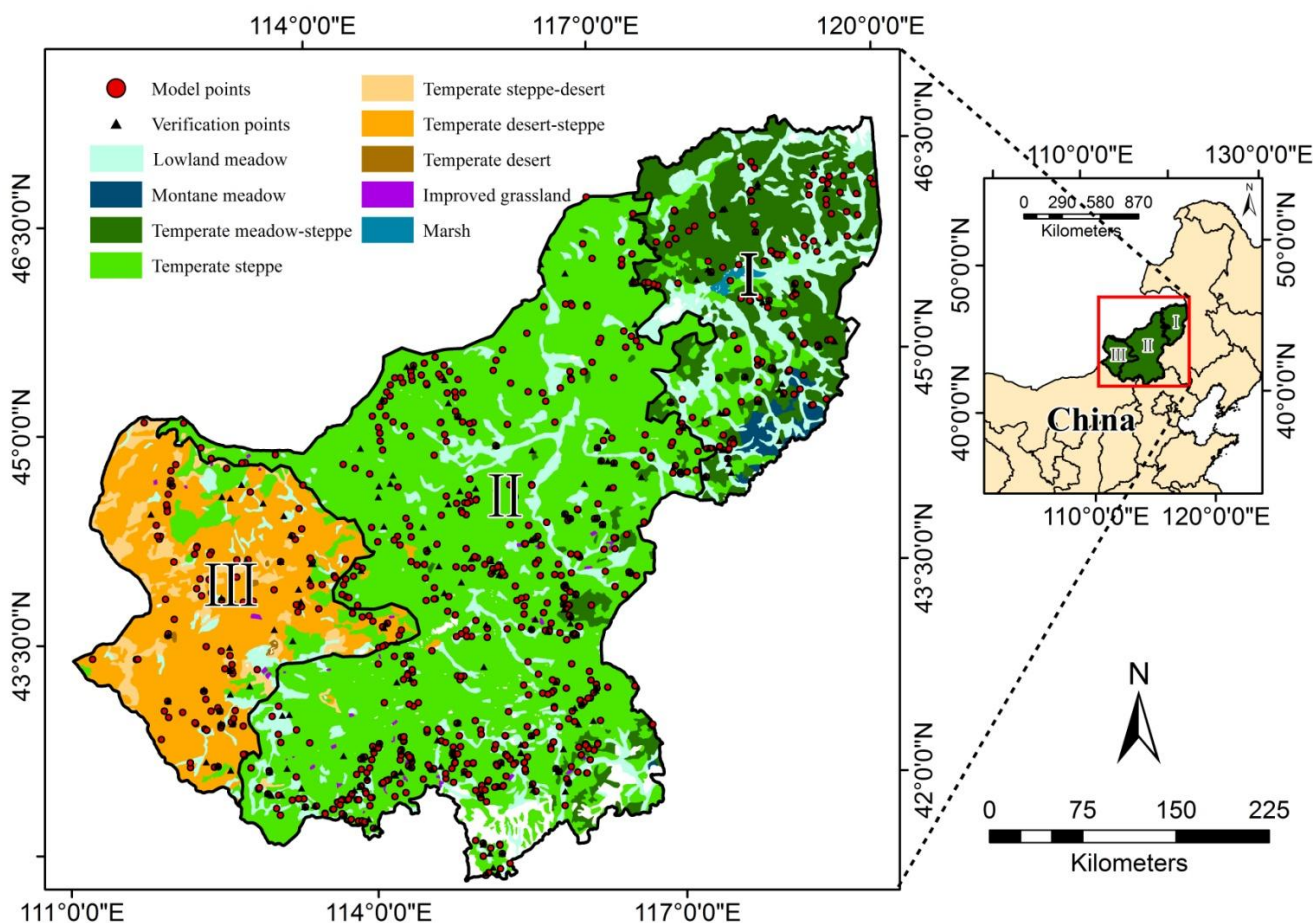 114°0'0"E
117°0'0"E
120°0'0"E
Model points
Verification points
Lowland meadow
Montane meadow
Temperate meadow-steppe
Temperate steppe
Temperate steppe-desert
Temperate desert-steppe
Temperate desert
Improved grassland
Marsh
46°30'0"N
45°0'0"N
43°30'0"N
46°30'0"N
45°0'0"N
43°30'0"N
42°0'0"N
I
II
III
111°0'0"E
114°0'0"E
117°0'0"E
110°0'0"E
130°0'0"E
0 290 580 870
Kilometers
N
50°0'0"N
40°0'0"N
50°0'0"N
40°0'0"N
I
II
III
China
110°0'0"E
120°0'0"E
N
0 75 150 225
Kilometers